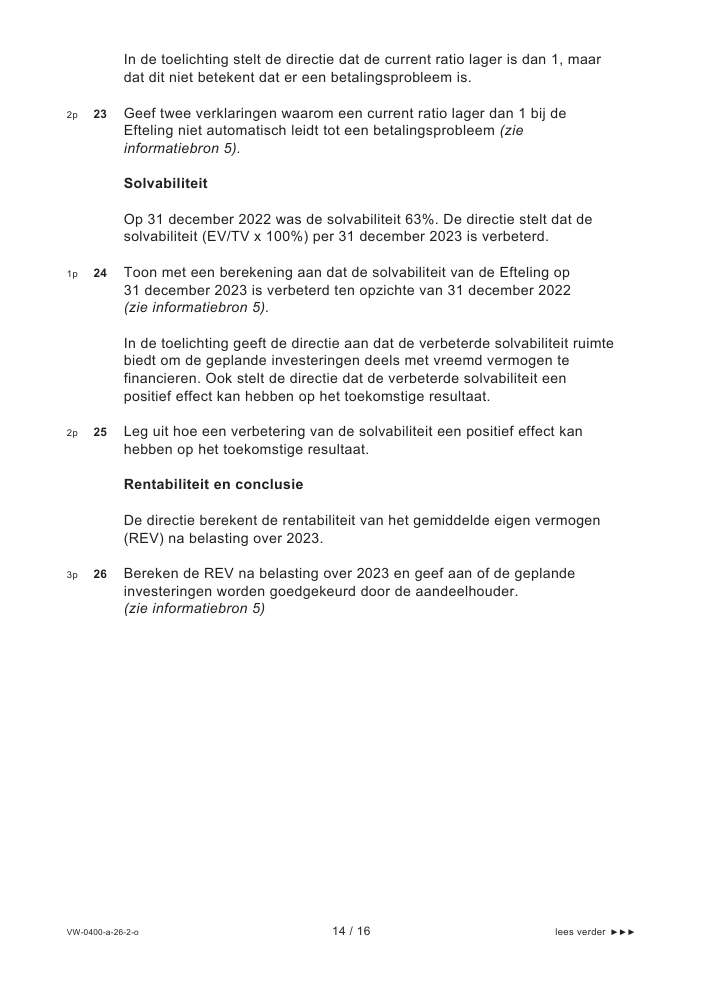 In de toelichting stelt de directie dat de current ratio lager is dan 1, maar
dat dit niet betekent dat er een betalingsprobleem is.
2p 23 Geef twee verklaringen waarom een current ratio lager dan 1 bij de
Efteling niet automatisch leidt tot een betalingsprobleem (zie
informatiebron 5).
Solvabiliteit
Op 31 december 2022 was de solvabiliteit 63%. De directie stelt dat de
solvabiliteit (EV/TV x 100%) per 31 december 2023 is verbeterd.
1p 24 Toon met een berekening aan dat de solvabiliteit van de Efteling op
31 december 2023 is verbeterd ten opzichte van 31 december 2022
(zie informatiebron 5).
In de toelichting geeft de directie aan dat de verbeterde solvabiliteit ruimte
biedt om de geplande investeringen deels met vreemd vermogen te
financieren. Ook stelt de directie dat de verbeterde solvabiliteit een
positief effect kan hebben op het toekomstige resultaat.
2p 25 Leg uit hoe een verbetering van de solvabiliteit een positief effect kan
hebben op het toekomstige resultaat.
Rentabiliteit en conclusie
De directie berekent de rentabiliteit van het gemiddelde eigen vermogen
(REV) na belasting over 2023.
3p 26 Bereken de REV na belasting over 2023 en geef aan of de geplande
investeringen worden goedgekeurd door de aandeelhouder.
(zie informatiebron 5)
VW-0400-a-26-2-o 14 / 16 lees verder ►►►